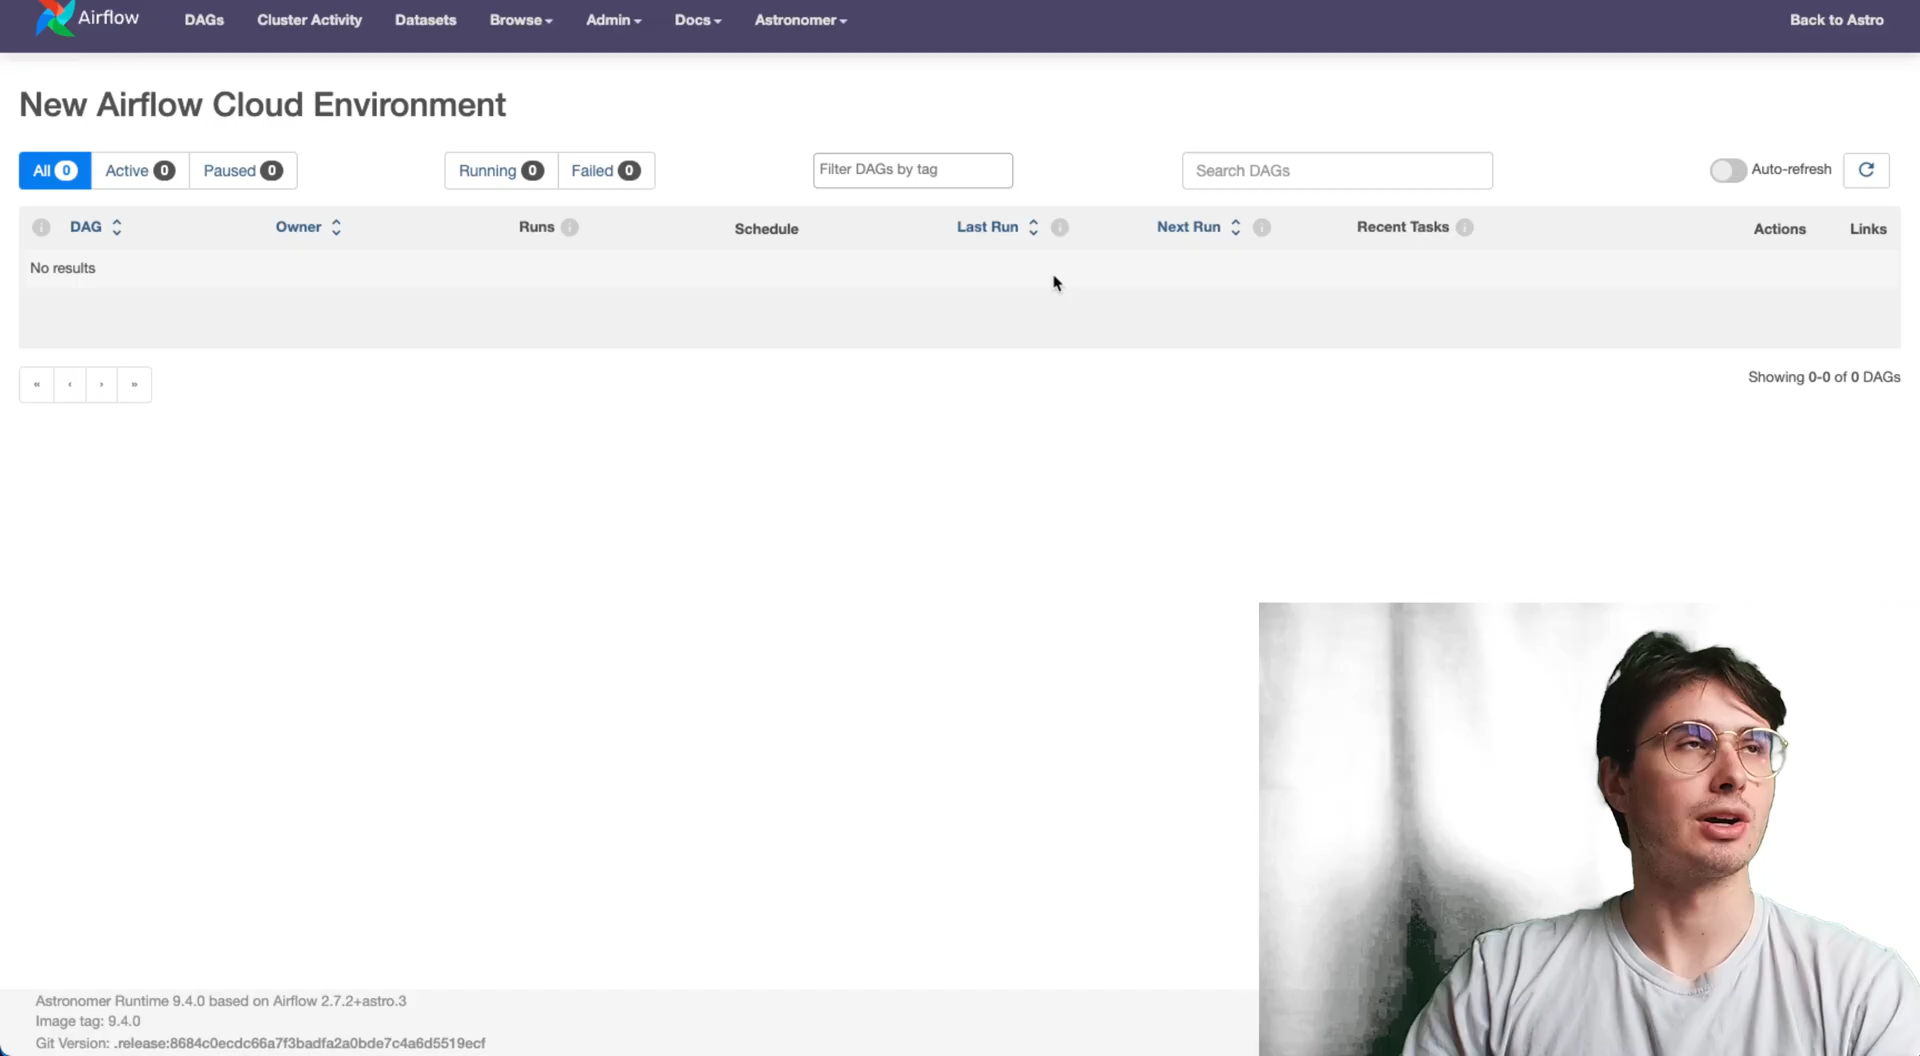 Airflow DAGs Cluster Activity Datasets Browse Admin Docs Astronomer Back to Astro
New Airflow Cloud Environment
All 0 Active 0 Paused 0 Running 0 Failed 0 Filter DAGs by tag Search DAGs Auto-refresh
DAG Owner Runs Schedule Last Run Next Run Recent Tasks Actions Links
No results
« ‹ › » Showing 0-0 of 0 DAGs
Astronomer Runtime 9.4.0 based on Airflow 2.7.2+astro.3
Image tag: 9.4.0
Git Version: .release:8684c0ecdc66a7f3badfa2a0bde7c4a6d5519ecf